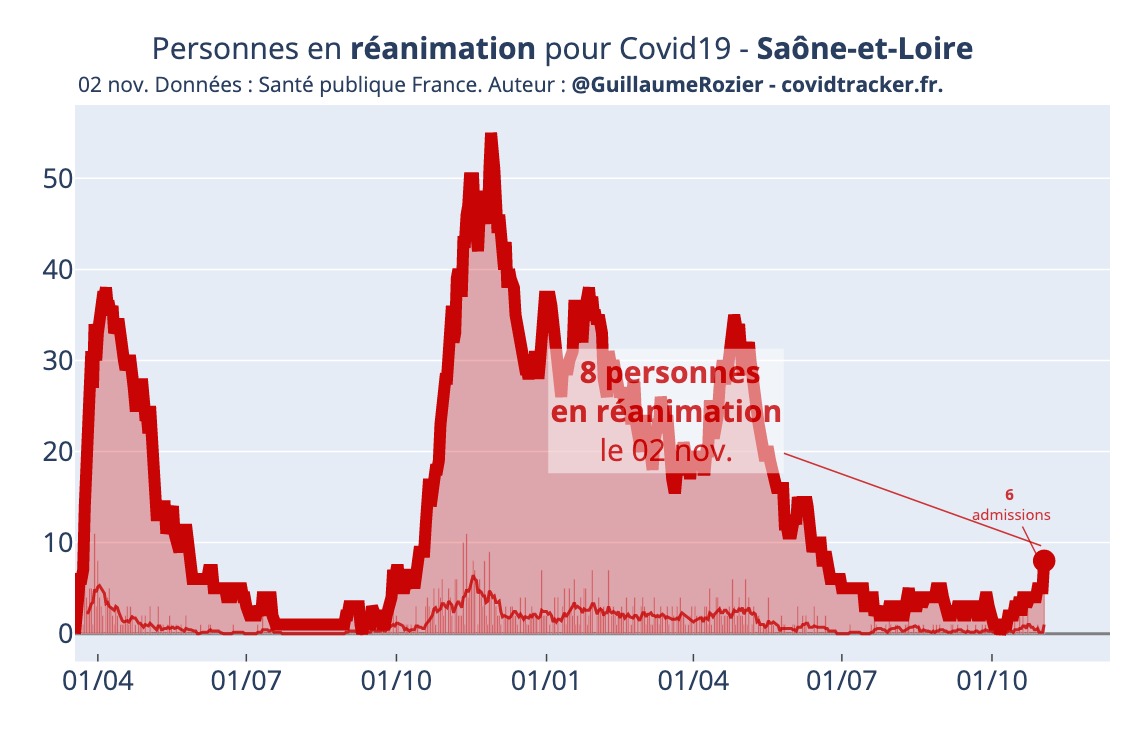 Personnes en réanimation pour Covid19 - Saône-et-Loire
02 nov. Données : Santé publique France. Auteur : @GuillaumeRozier - covidtracker.fr.
50
40
30
20
10
0
8 personnes
en réanimation
le 02 nov.
6
admissions
01/04 01/07 01/10 01/01 01/04 01/07 01/10